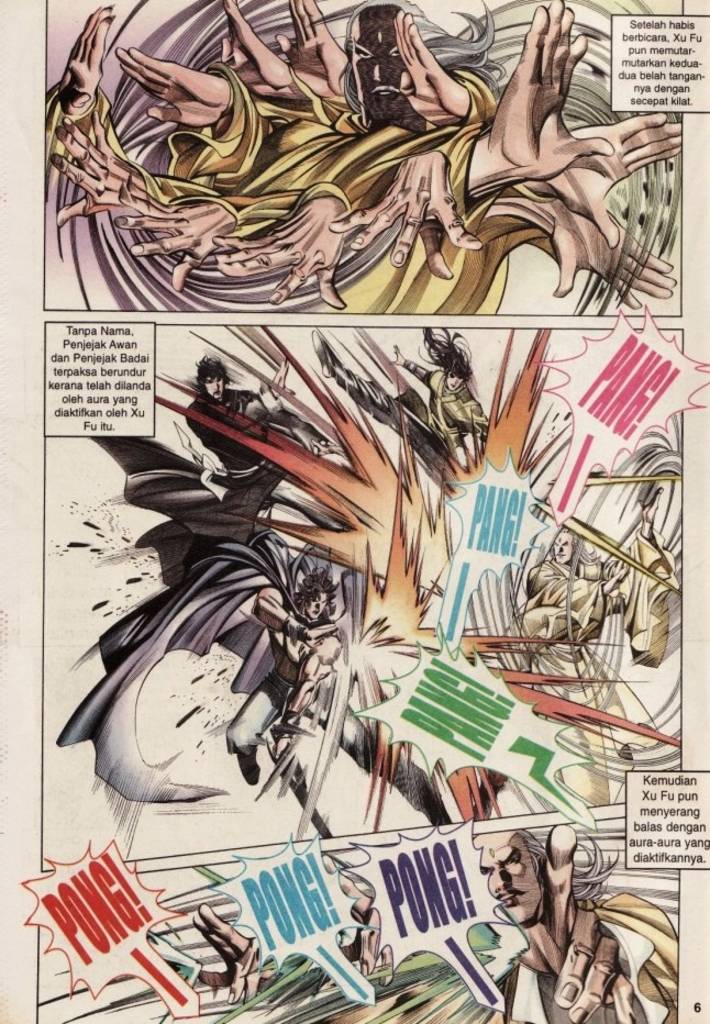 Setelah habis
berbicara, Xu Fu
pun memutar-
mutarkan kedua-
dua belah tangan-
nya dengan
secepat kilat.
Tanpa Nama,
Penjejak Awan
dan Penjejak Badai
terpaksa berundur
kerana telah dilanda
oleh aura yang
diaktifkan oleh Xu
Fu itu.
PANG!
PANG!
PANG!
Kemudian
Xu Fu pun
menyerang
balas dengan
aura-aura yang
diaktifkannya.
PONG!
PONG!
PONG!
6